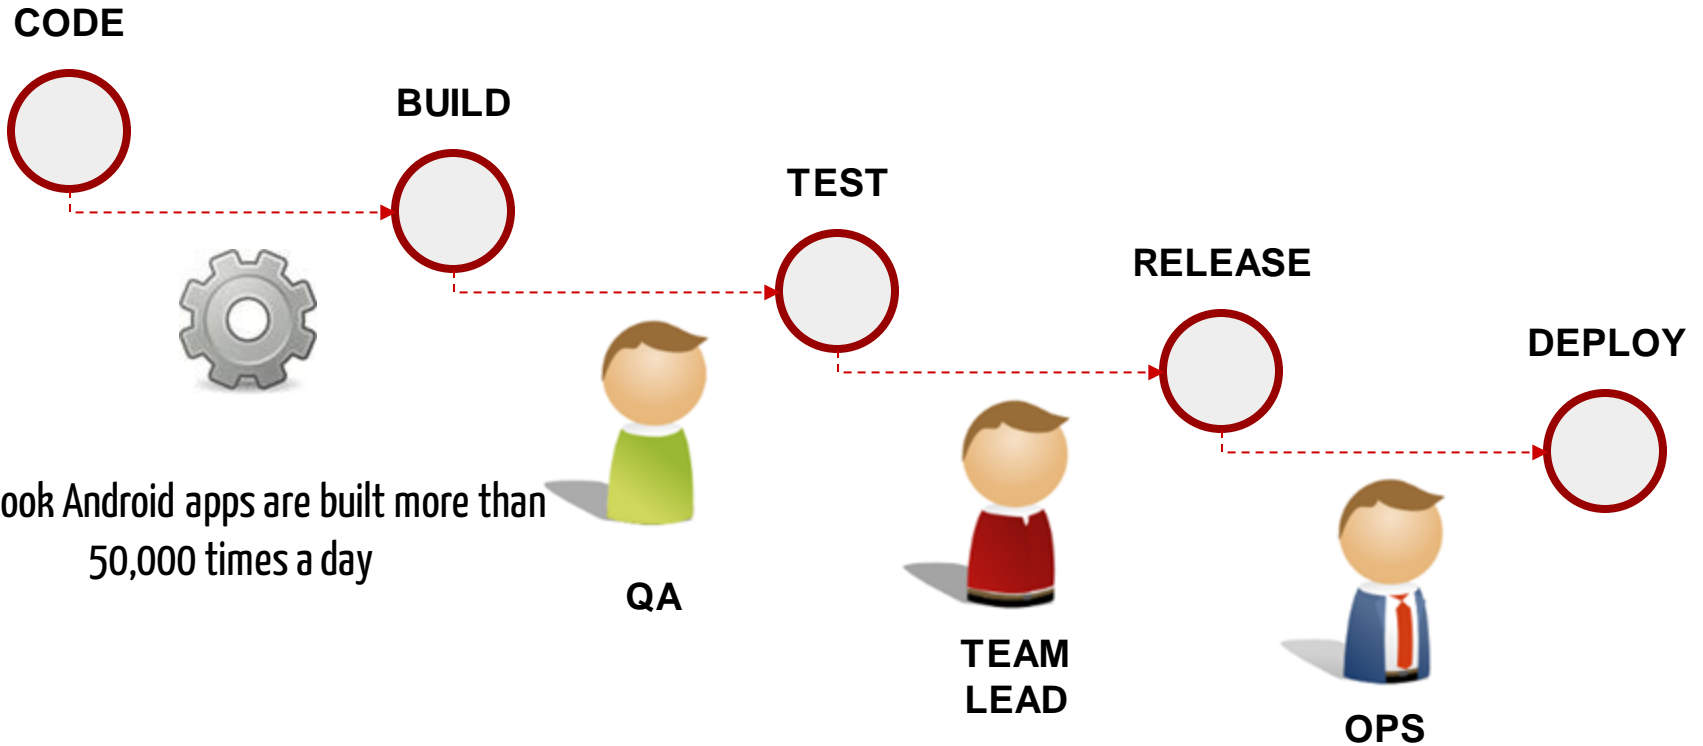 CODE
BUILD
TEST
RELEASE
DEPLOY
ook Android apps are built more than
50,000 times a day
QA
TEAM
LEAD
OPS